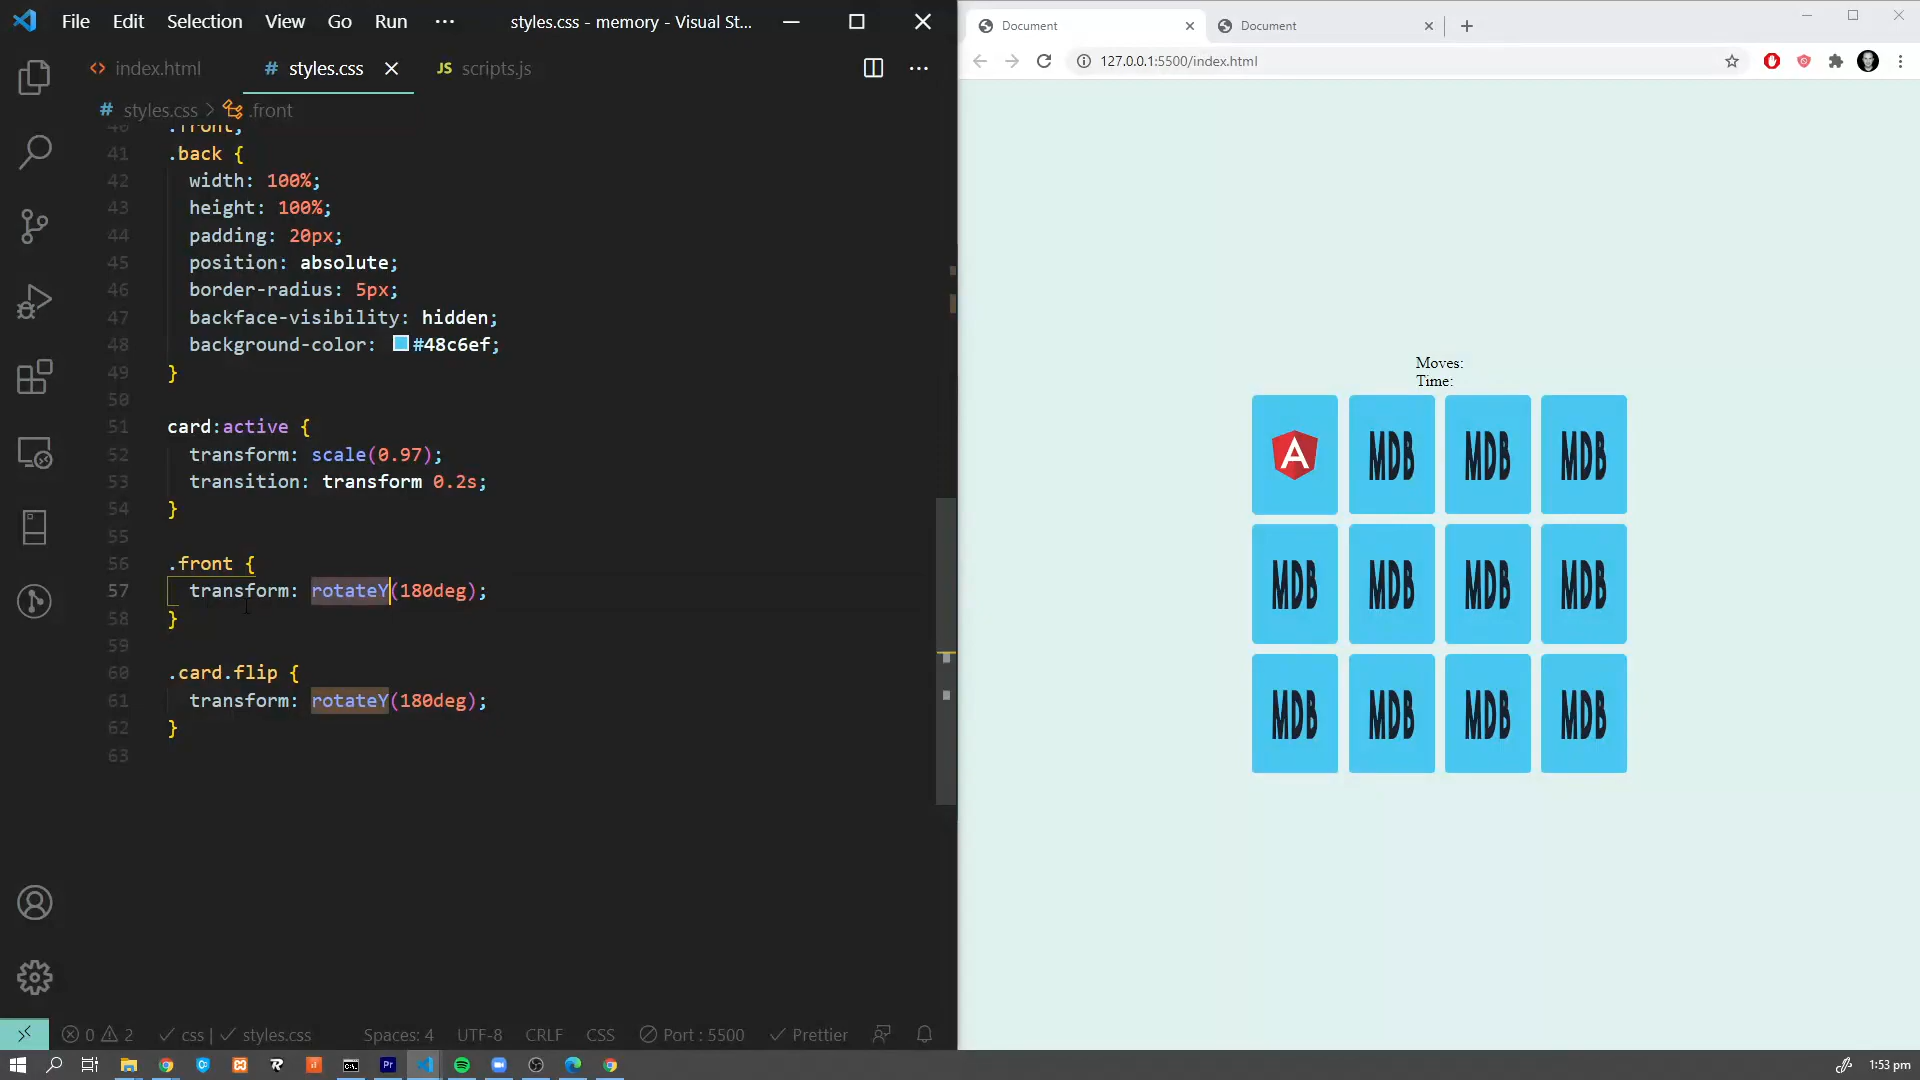 File Edit Selection View Go Run ··· styles.css - memory - Visual St...
index.html # styles.css JS scripts.js
# styles.css > .front
40 .front,
41 .back {
42 width: 100%;
43 height: 100%;
44 padding: 20px;
45 position: absolute;
46 border-radius: 5px;
47 backface-visibility: hidden;
48 background-color: #48c6ef;
49 }
50
51 card:active {
52 transform: scale(0.97);
53 transition: transform 0.2s;
54 }
55
56 .front {
57 transform: rotateY(180deg);
58 }
59
60 .card.flip {
61 transform: rotateY(180deg);
62 }
63
0 2 css | styles.css Spaces: 4 UTF-8 CRLF CSS Port : 5500 Prettier
Document Document
127.0.0.1:5500/index.html
Moves:
Time:
A MDB MDB MDB
MDB MDB MDB MDB
MDB MDB MDB MDB
Pr 1:53 pm